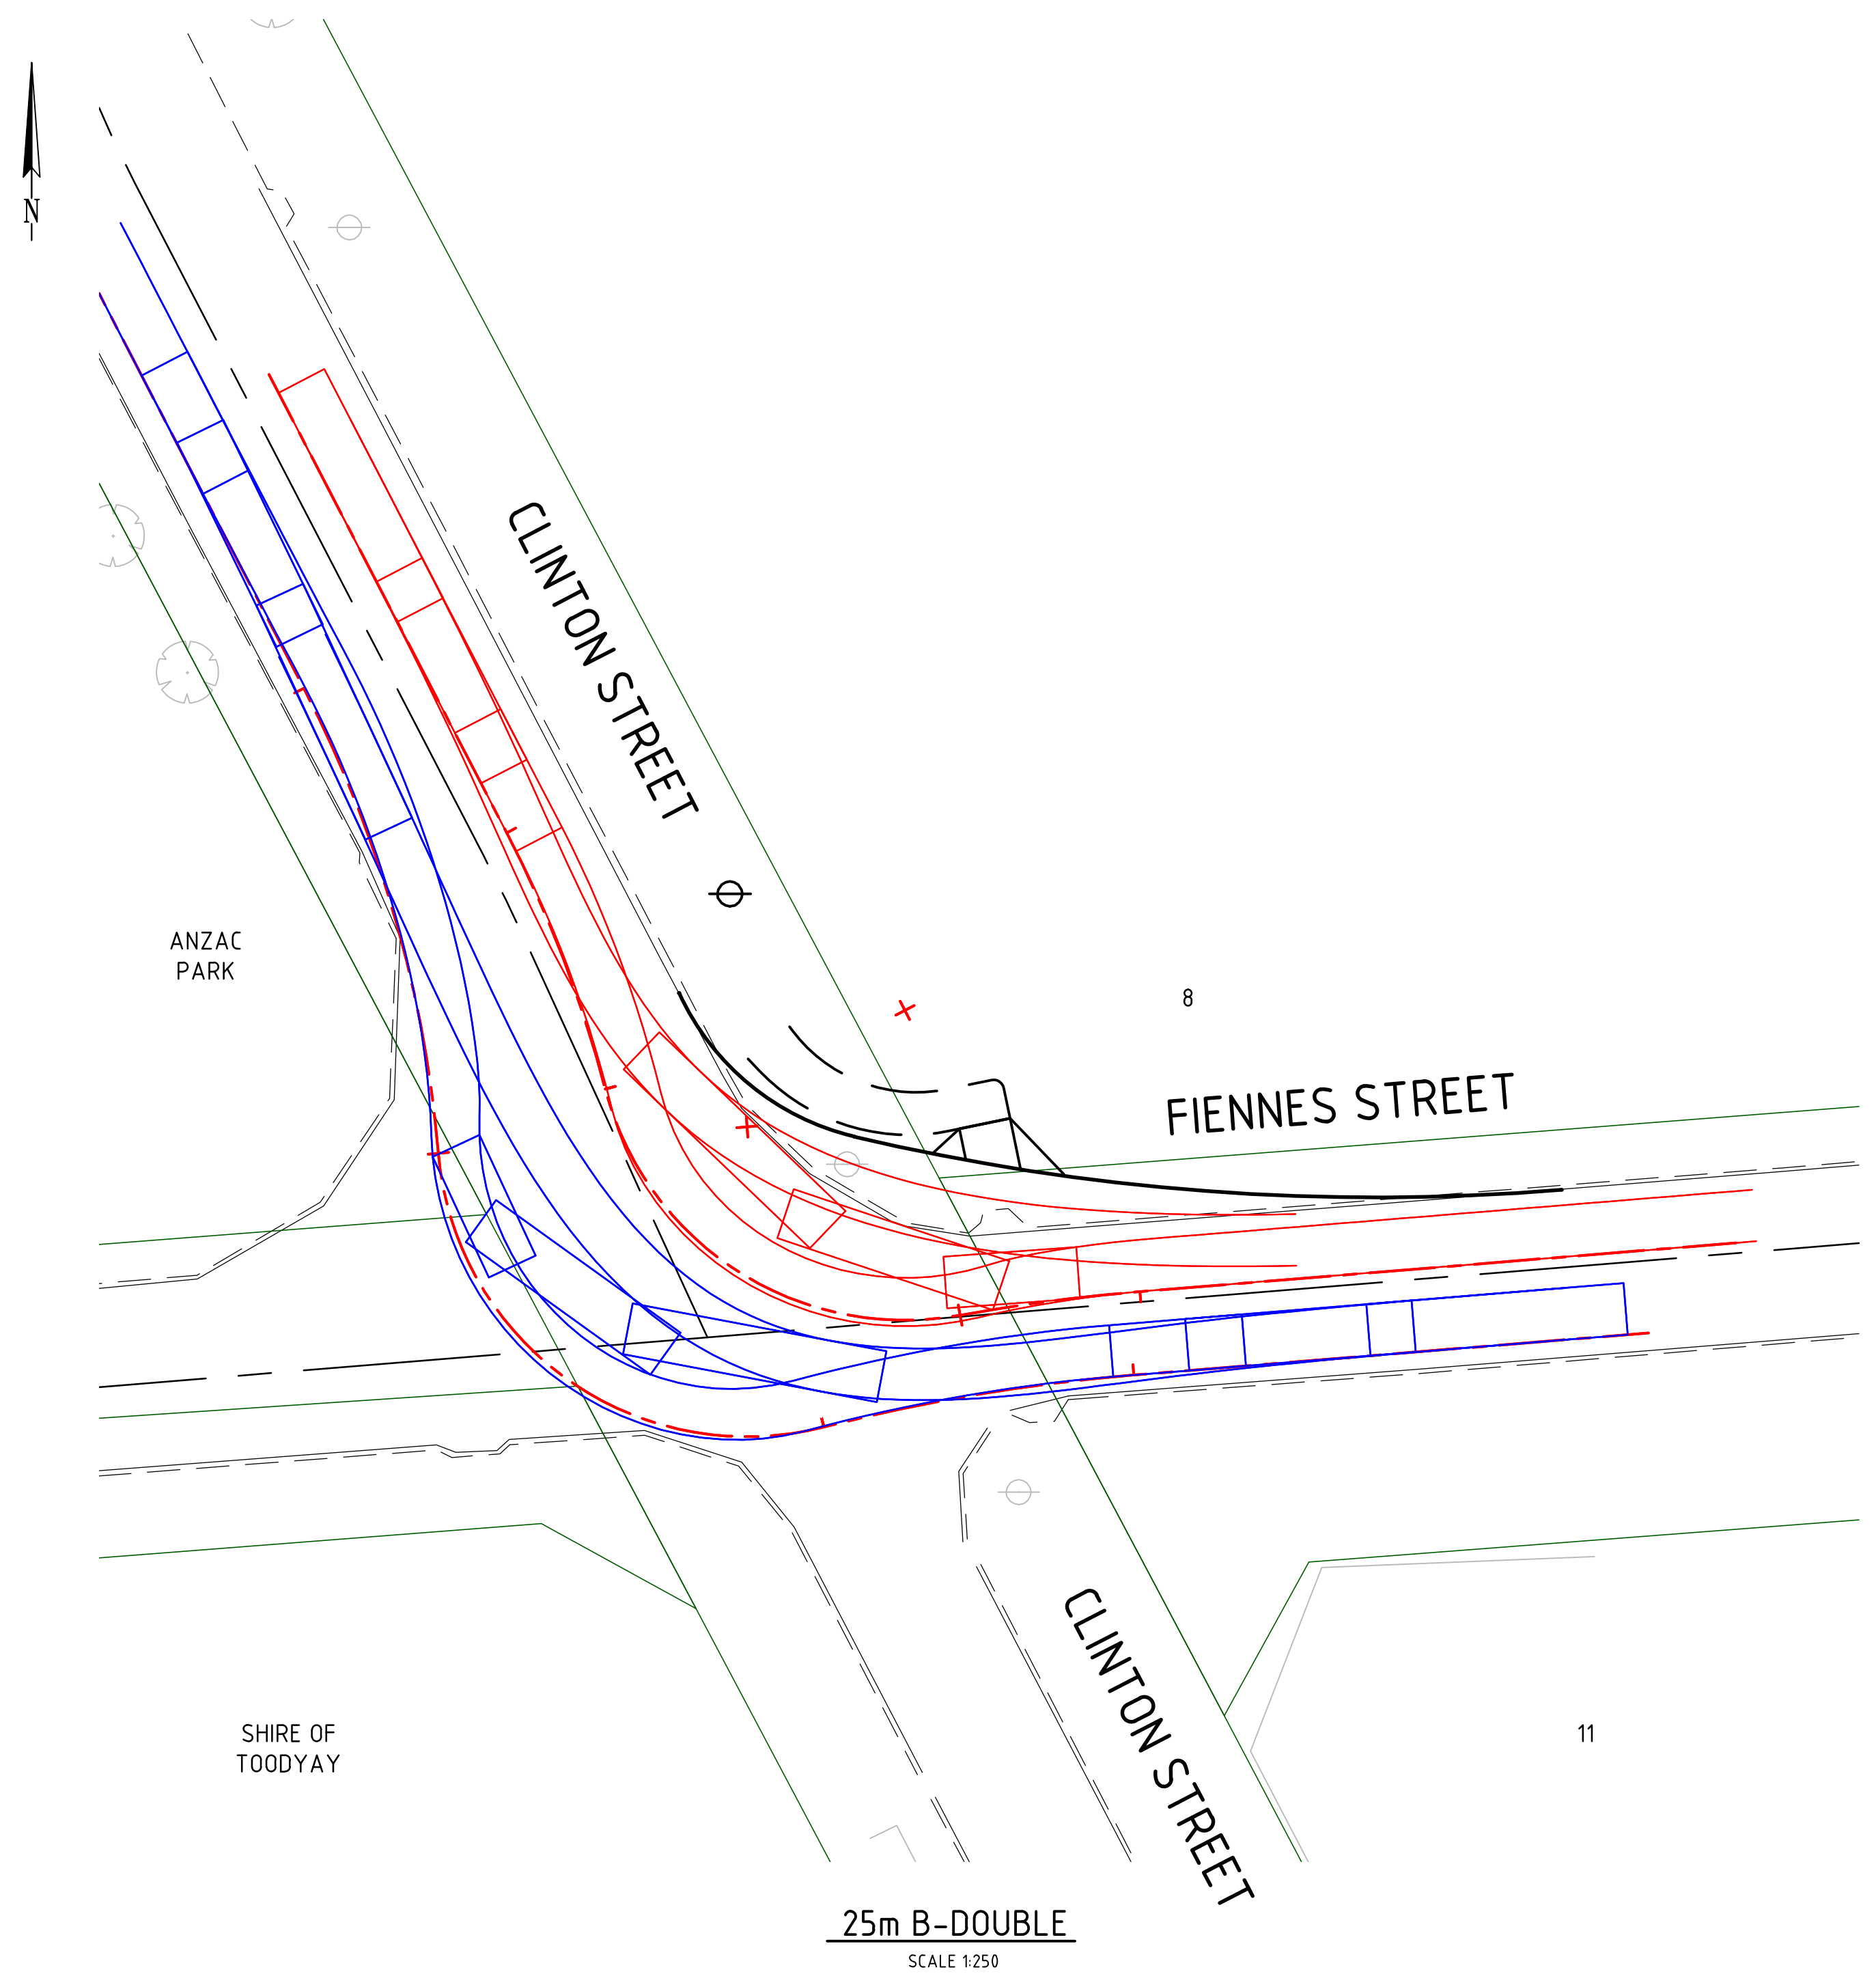 N
CLINTON STREET
ANZAC
PARK
8
FIENNES STREET
CLINTON STREET
SHIRE OF
TOODYAY
11
25m B-DOUBLE
SCALE 1:250